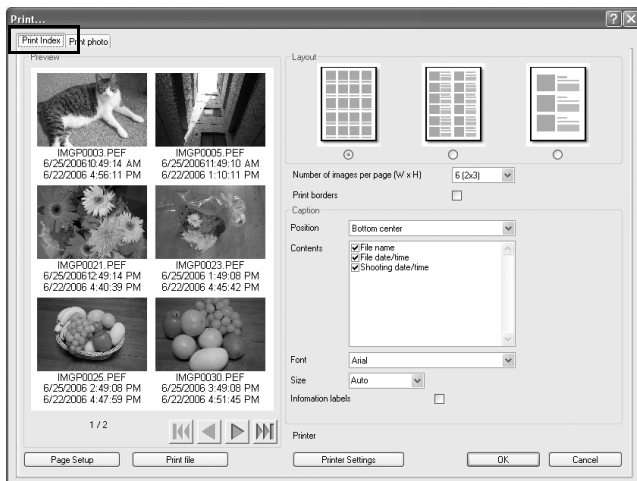 Print...
Print Index
Print photo
Preview
IMGP0003.PEF
6/25/200610:49:14 AM
6/22/2006 4:56:11 PM
IMGP0005.PEF
6/25/200611:49:10 AM
6/22/2006 1:10:11 PM
IMGP0021.PEF
6/25/200612:49:14 PM
6/22/2006 4:40:39 PM
IMGP0023.PEF
6/25/2006 1:49:08 PM
6/22/2006 4:45:42 PM
IMGP0025.PEF
6/25/2006 2:49:08 PM
6/22/2006 4:47:59 PM
IMGP0030.PEF
6/25/2006 3:49:08 PM
6/22/2006 4:51:45 PM
1 / 2
Page Setup
Print file
Layout
Number of images per page (W x H)
6 (2x3)
Print borders
Caption
Position
Bottom center
Contents
File name
File date/time
Shooting date/time
Font
Arial
Size
Auto
Infomation labels
Printer
Printer Settings
OK
Cancel